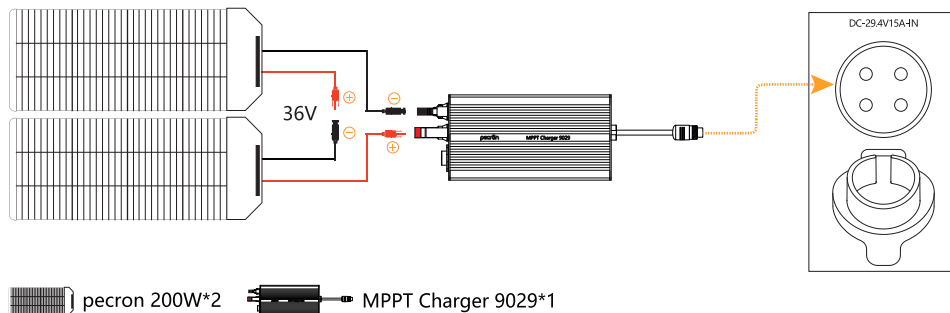 DC-29.4V15A-IN
36V
pecron
MPPT Charger 9029
pecron 200W*2
MPPT Charger 9029*1